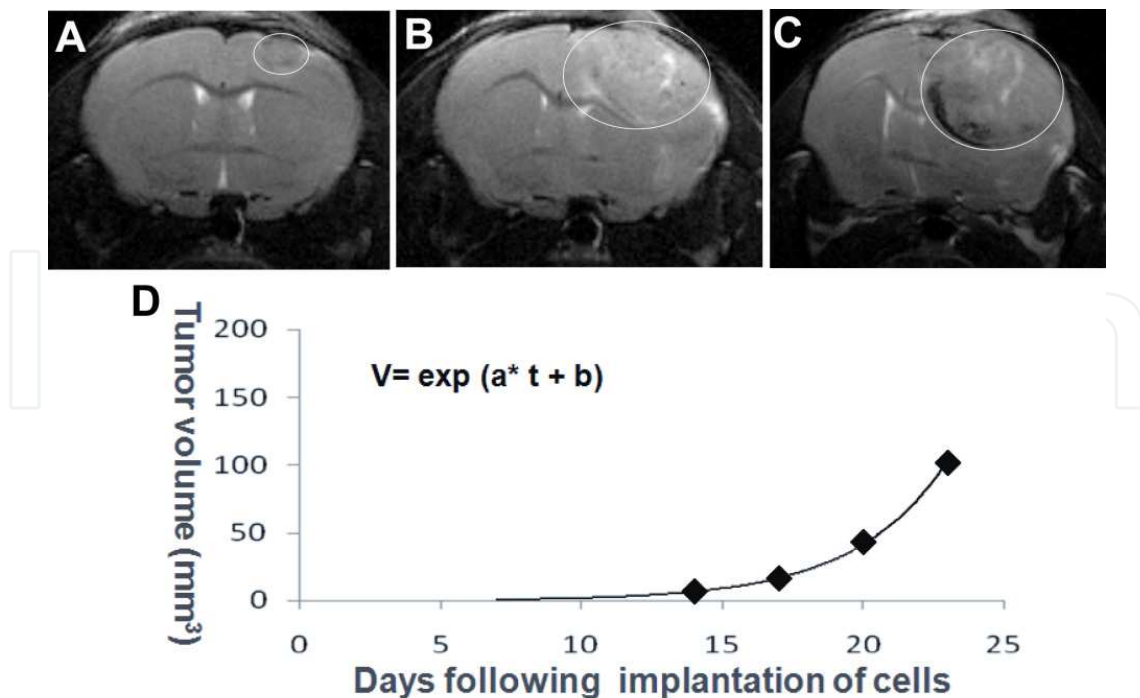 A
B
C
D
Tumor volume (mm³)
200
150
100
50
0
V= exp (a* t + b)
0 5 10 15 20 25
Days following implantation of cells